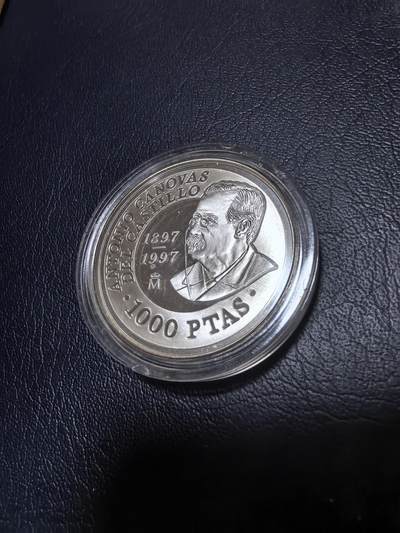 ANTONIO CANOVAS
DEL CASTILLO
1897
1997
M
· 1000 PTAS ·